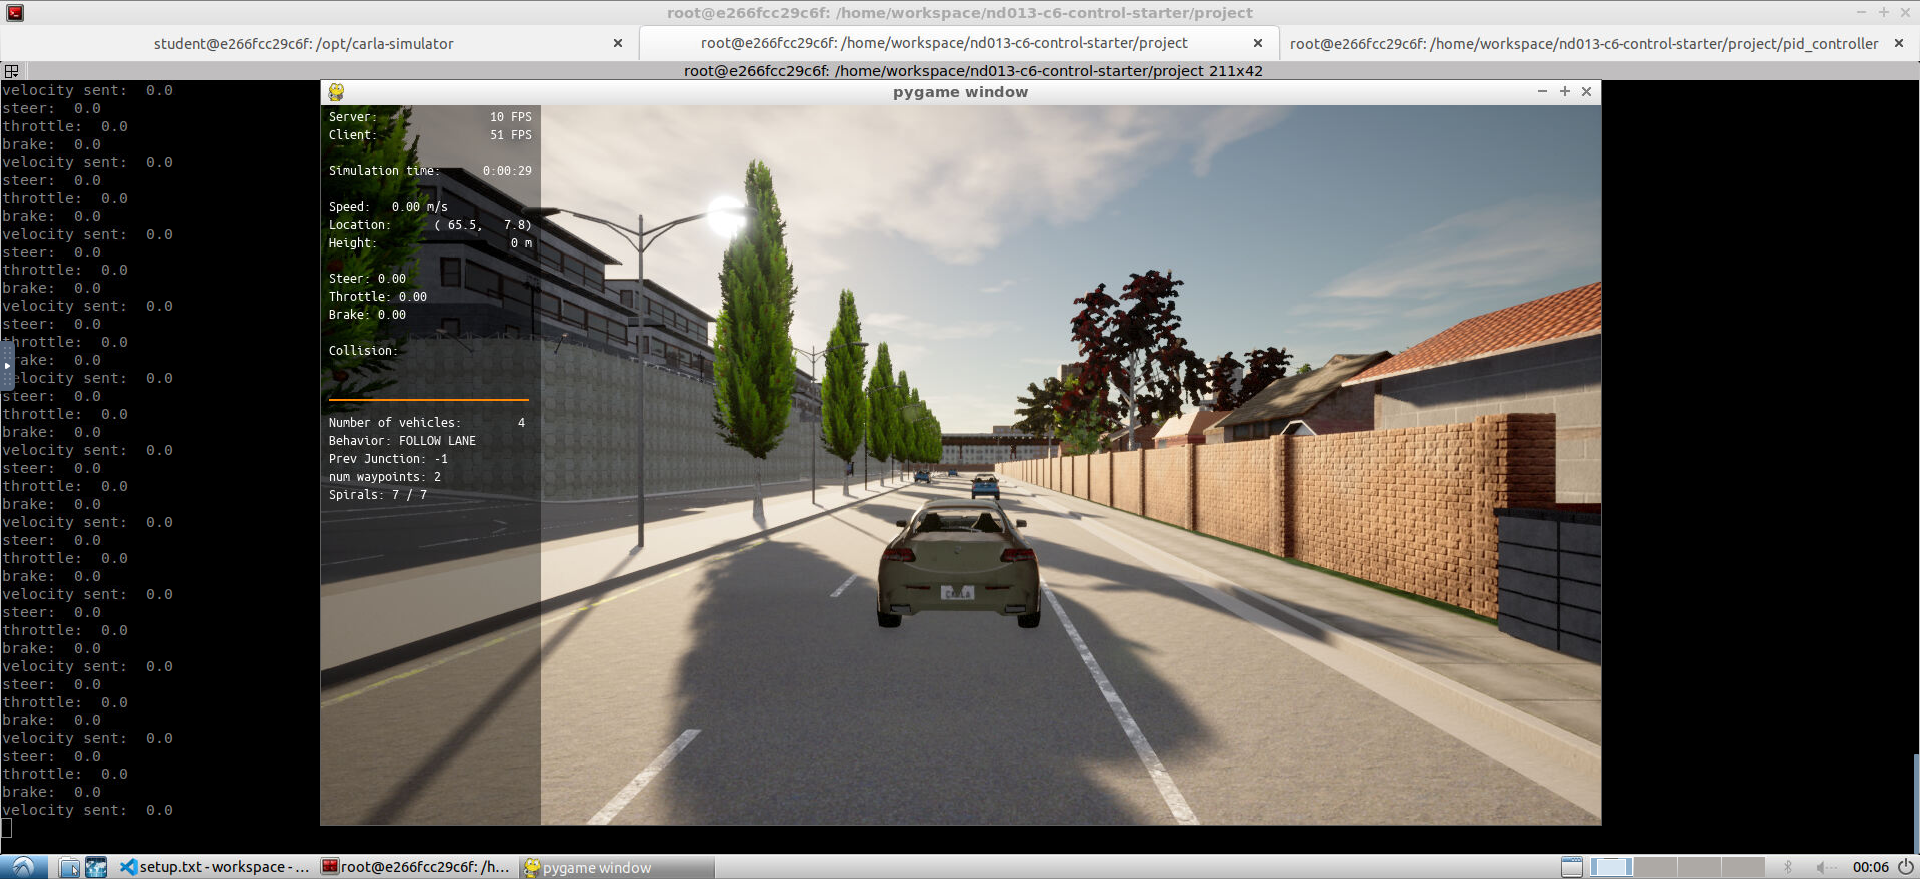 root@e266fcc29c6f: /home/workspace/nd013-c6-control-starter/project
student@e266fcc29c6f: /opt/carla-simulator
root@e266fcc29c6f: /home/workspace/nd013-c6-control-starter/project
root@e266fcc29c6f: /home/workspace/nd013-c6-control-starter/project/pid_controller
root@e266fcc29c6f: /home/workspace/nd013-c6-control-starter/project 211x42
velocity sent:  0.0
steer:  0.0
throttle:  0.0
brake:  0.0
velocity sent:  0.0
steer:  0.0
throttle:  0.0
brake:  0.0
velocity sent:  0.0
steer:  0.0
throttle:  0.0
brake:  0.0
velocity sent:  0.0
steer:  0.0
throttle:  0.0
rake:  0.0
elocity sent:  0.0
steer:  0.0
throttle:  0.0
brake:  0.0
velocity sent:  0.0
steer:  0.0
throttle:  0.0
brake:  0.0
velocity sent:  0.0
steer:  0.0
throttle:  0.0
brake:  0.0
velocity sent:  0.0
steer:  0.0
throttle:  0.0
brake:  0.0
velocity sent:  0.0
steer:  0.0
throttle:  0.0
brake:  0.0
velocity sent:  0.0
steer:  0.0
throttle:  0.0
brake:  0.0
velocity sent:  0.0
pygame window
Server: 10 FPS
Client: 51 FPS
Simulation time: 0:00:29
Speed: 0.00 m/s
Location: ( 65.5, 7.8)
Height: 0 m
Steer: 0.00
Throttle: 0.00
Brake: 0.00
Collision:
Number of vehicles: 4
Behavior: FOLLOW LANE
Prev Junction: -1
num waypoints: 2
Spirals: 7 / 7
CARLA
setup.txt - workspace - ...
root@e266fcc29c6f: /h...
pygame window
00:06